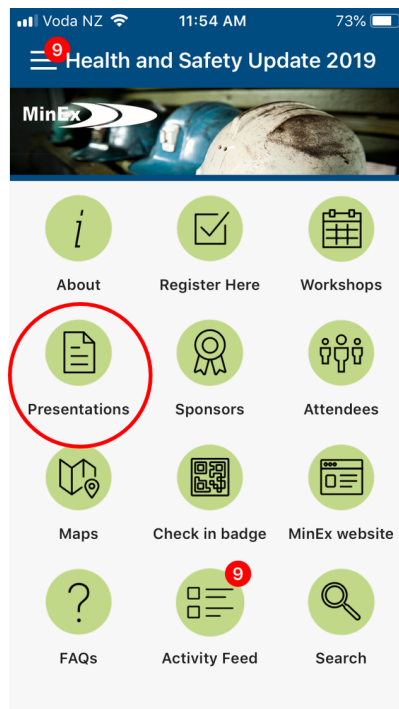 Voda NZ 11:54 AM 73%
9
Health and Safety Update 2019
MinEx
About Register Here Workshops
Presentations Sponsors Attendees
Maps Check in badge MinEx website
9
FAQs Activity Feed Search